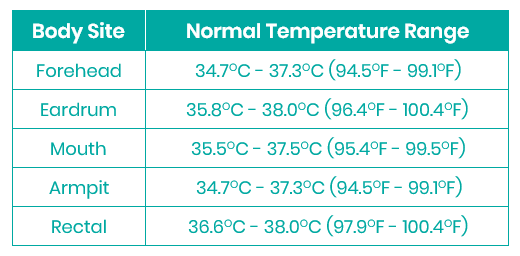 Body Site Normal Temperature Range
Forehead 34.7°C - 37.3°C (94.5°F - 99.1°F)
Eardrum 35.8°C - 38.0°C (96.4°F - 100.4°F)
Mouth 35.5°C - 37.5°C (95.4°F - 99.5°F)
Armpit 34.7°C - 37.3°C (94.5°F - 99.1°F)
Rectal 36.6°C - 38.0°C (97.9°F - 100.4°F)